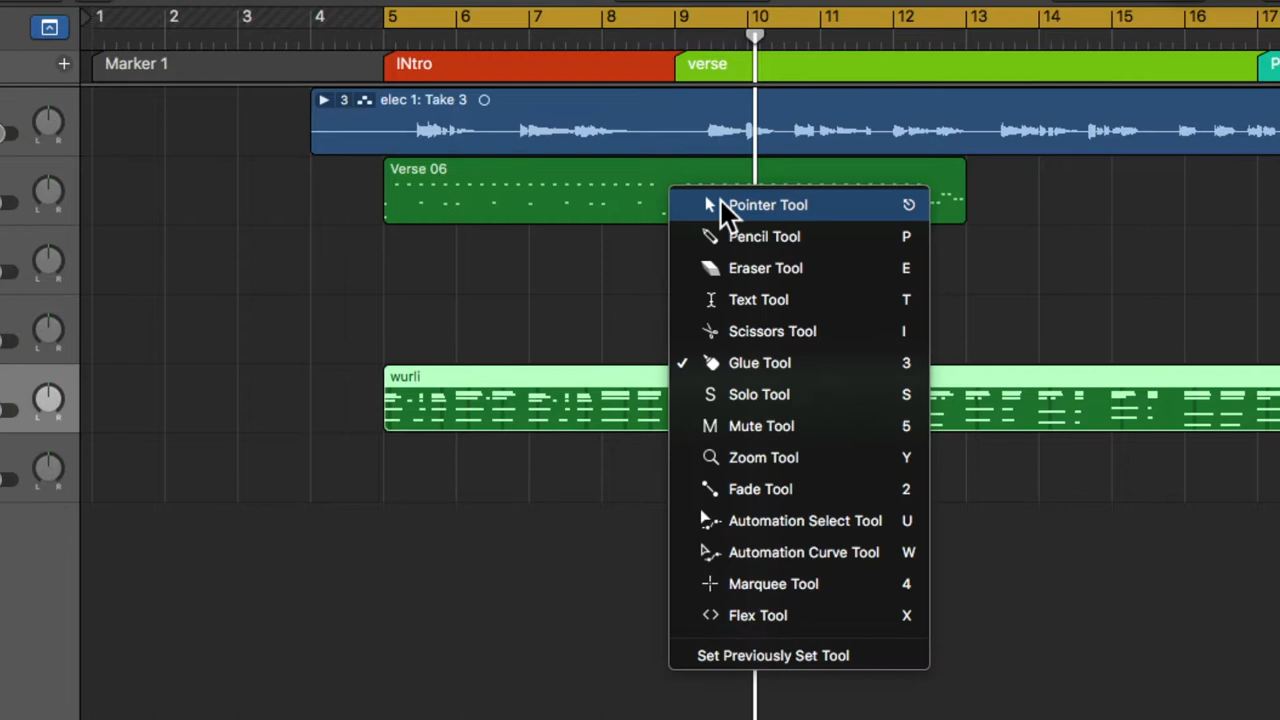 1 2 3 4 5 6 7 8 9 10 11 12 13 14 15 16 17
Marker 1 INtro verse P
3 elec 1: Take 3
Verse 06
Pointer Tool
Pencil Tool P
Eraser Tool E
Text Tool T
Scissors Tool I
wurli
Glue Tool 3
Solo Tool S
Mute Tool 5
Zoom Tool Y
Fade Tool 2
Automation Select Tool U
Automation Curve Tool W
Marquee Tool 4
Flex Tool X
Set Previously Set Tool
L R
L R
L R
L R
L R
L R